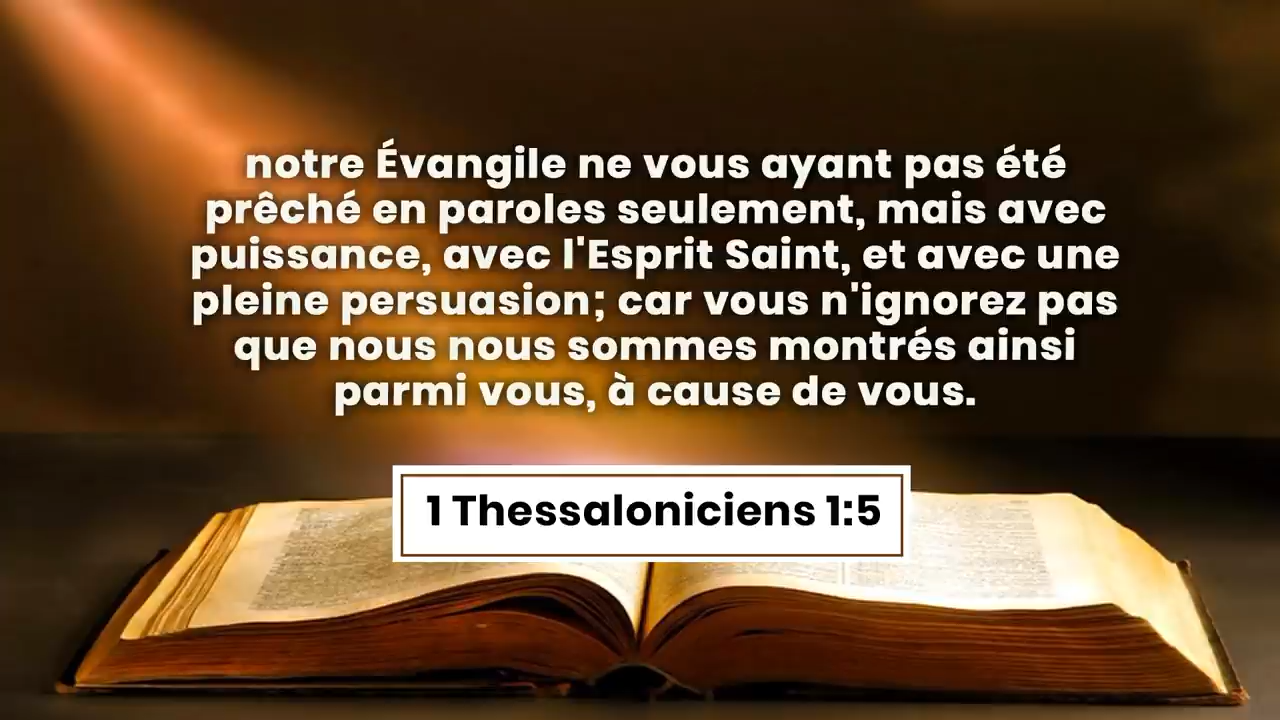 notre Évangile ne vous ayant pas été
prêché en paroles seulement, mais avec
puissance, avec l'Esprit Saint, et avec une
pleine persuasion; car vous n'ignorez pas
que nous nous sommes montrés ainsi
parmi vous, à cause de vous.
1 Thessaloniciens 1:5